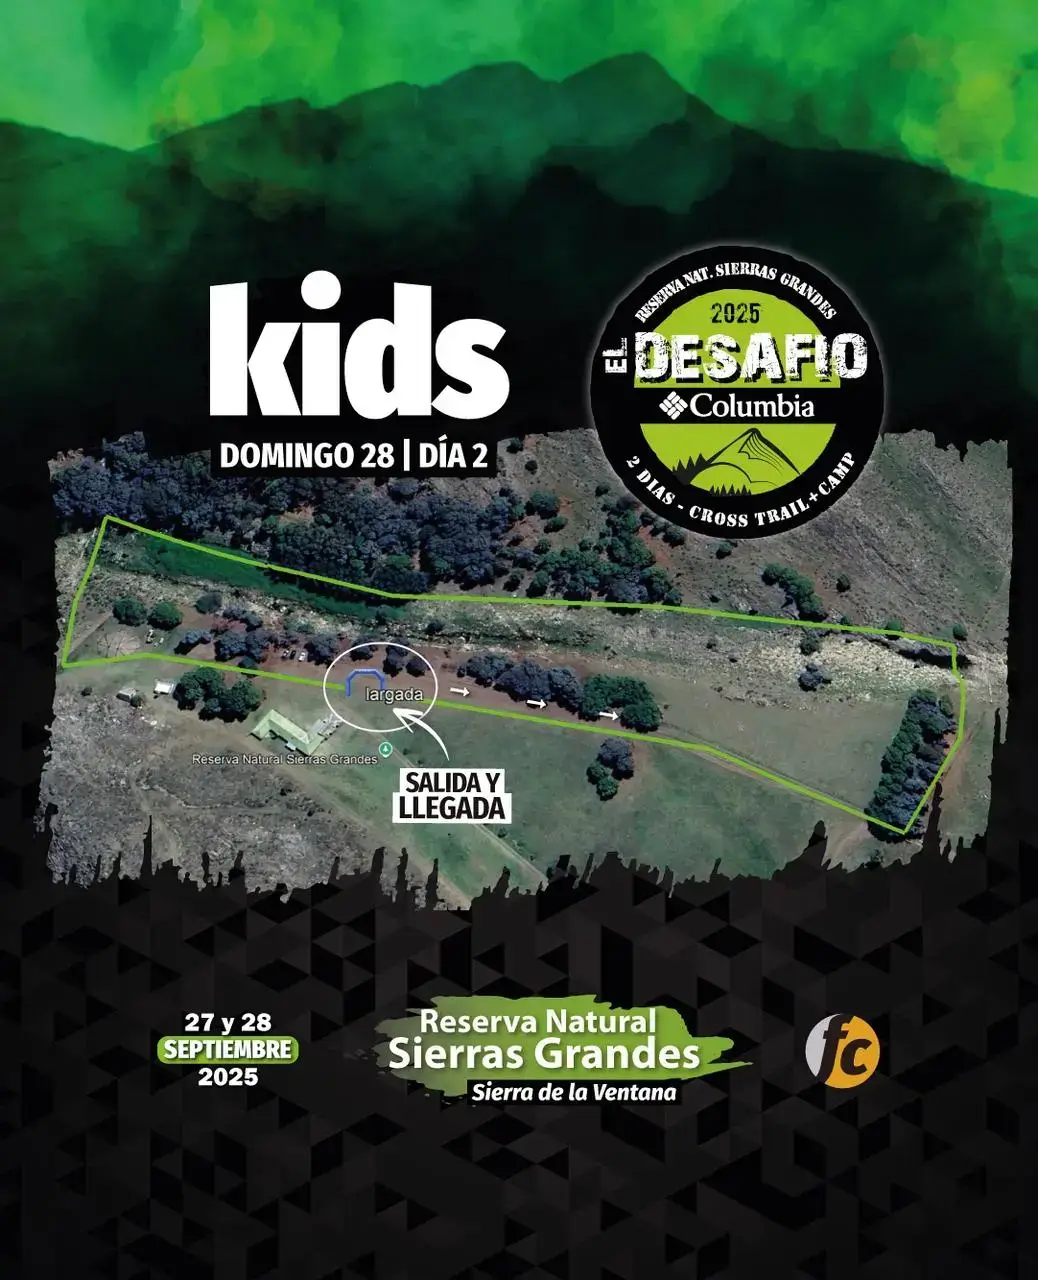 kids
DOMINGO 28 | DÍA 2
RESERVA NAT. SIERRAS GRANDES
2025
EL DESAFIO
Columbia
2 DIAS - CROSS TRAIL + CAMP
largada
Reserva Natural Sierras Grandes
SALIDA Y
LLEGADA
27 y 28
SEPTIEMBRE
2025
Reserva Natural
Sierras Grandes
Sierra de la Ventana
fc